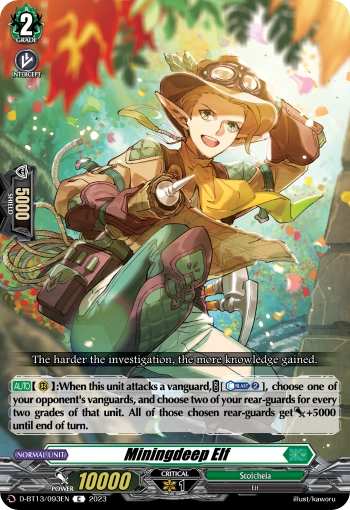 2
GRADE
INTERCEPT
5000
SHIELD
The harder the investigation, the more knowledge gained.
AUTO【R】:When this unit attacks a vanguard, [BLAST 2], choose one of
your opponent's vanguards, and choose two of your rear-guards for every
two grades of that unit. All of those chosen rear-guards get +5000
until end of turn.
NORMAL UNIT
Miningdeep Elf
POWER 10000
CRITICAL
1
Stoicheia
Elf
D-BT13/093EN C 2023
illust/kaworu